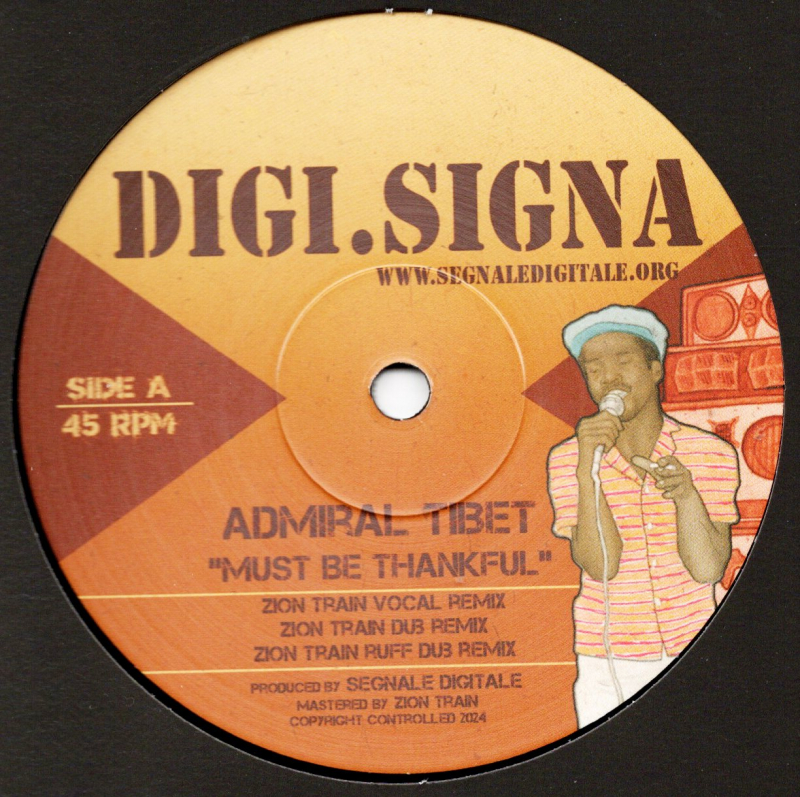 DIGI.SIGNA
WWW.SEGNALEDIGITALE.ORG
SIDE A
45 RPM
ADMIRAL TIBET
"MUST BE THANKFUL"
ZION TRAIN VOCAL REMIX
ZION TRAIN DUB REMIX
ZION TRAIN RUFF DUB REMIX
PRODUCED BY SEGNALE DIGITALE
MASTERED BY ZION TRAIN
COPYRIGHT CONTROLLED 2024